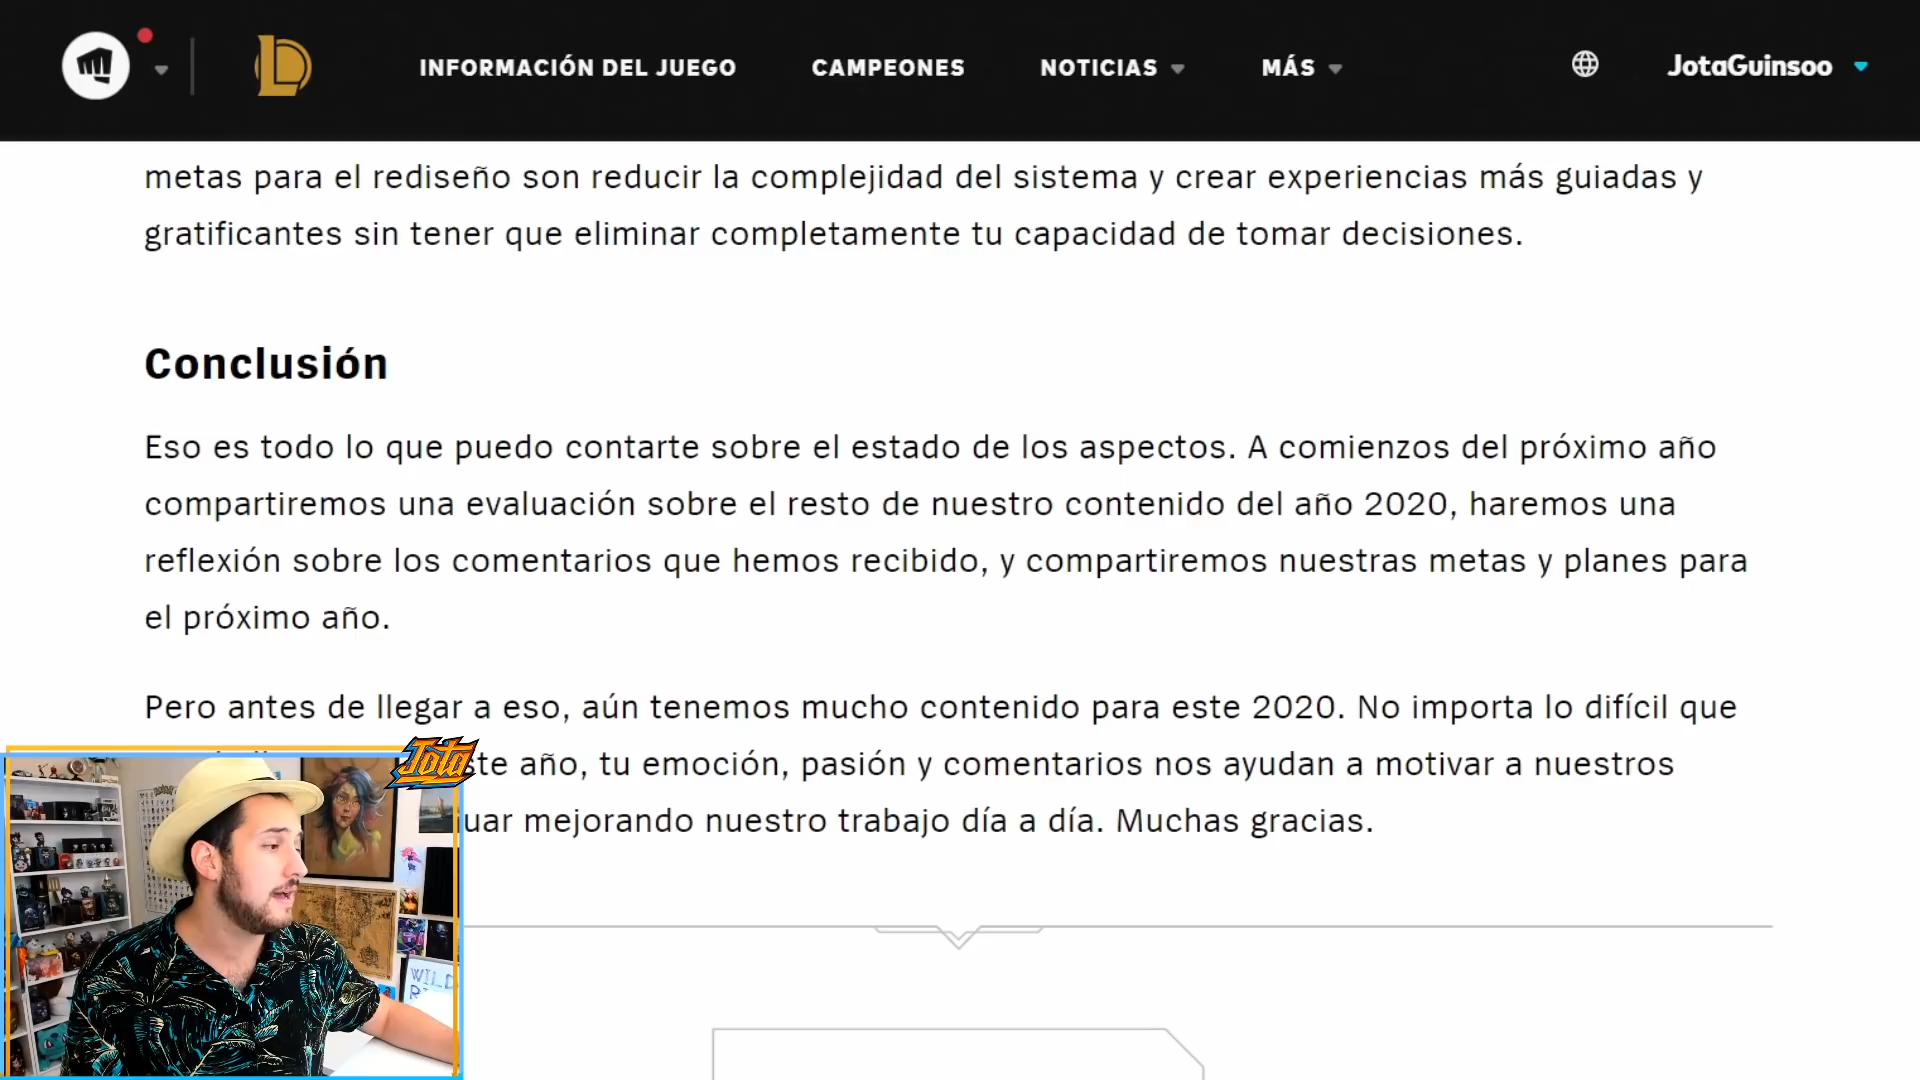 INFORMACIÓN DEL JUEGO CAMPEONES NOTICIAS MÁS JotaGuinsoo
metas para el rediseño son reducir la complejidad del sistema y crear experiencias más guiadas y
gratificantes sin tener que eliminar completamente tu capacidad de tomar decisiones.
Conclusión
Eso es todo lo que puedo contarte sobre el estado de los aspectos. A comienzos del próximo año
compartiremos una evaluación sobre el resto de nuestro contenido del año 2020, haremos una
reflexión sobre los comentarios que hemos recibido, y compartiremos nuestras metas y planes para
el próximo año.
Pero antes de llegar a eso, aún tenemos mucho contenido para este 2020. No importa lo difícil que
año, tu emoción, pasión y comentarios nos ayudan a motivar a nuestros
mejorando nuestro trabajo día a día. Muchas gracias.
Jota
WILD